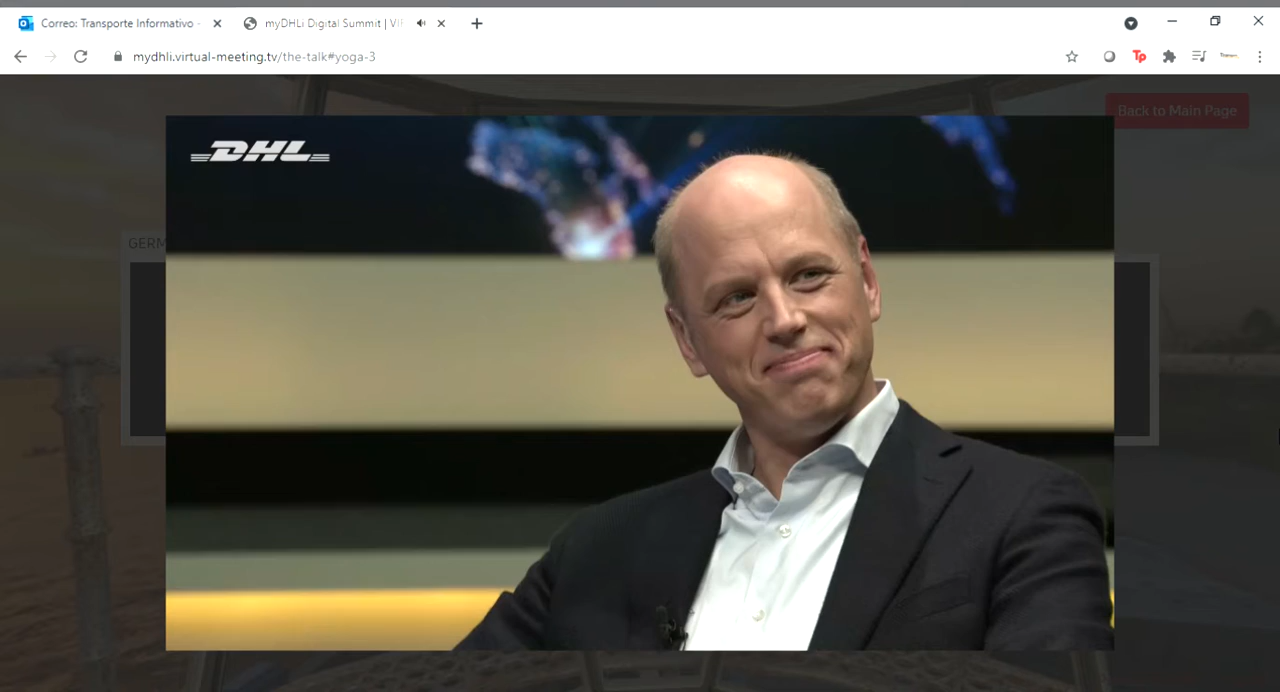 Correo: Transporte Informativo -
myDHLi Digital Summit | VI
mydhli.virtual-meeting.tv/the-talk#yoga-3
Tp
Back to Main Page
DHL
GERM